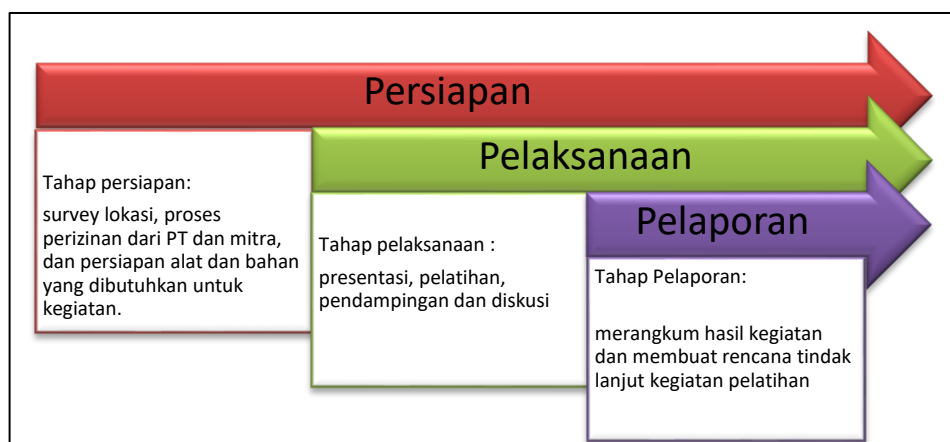 Persiapan
Tahap persiapan:
survey lokasi, proses
perizinan dari PT dan mitra,
dan persiapan alat dan bahan
yang dibutuhkan untuk
kegiatan.
Pelaksanaan
Tahap pelaksanaan :
presentasi, pelatihan,
pendampingan dan diskusi
Pelaporan
Tahap Pelaporan:
merangkum hasil kegiatan
dan membuat rencana tindak
lanjut kegiatan pelatihan